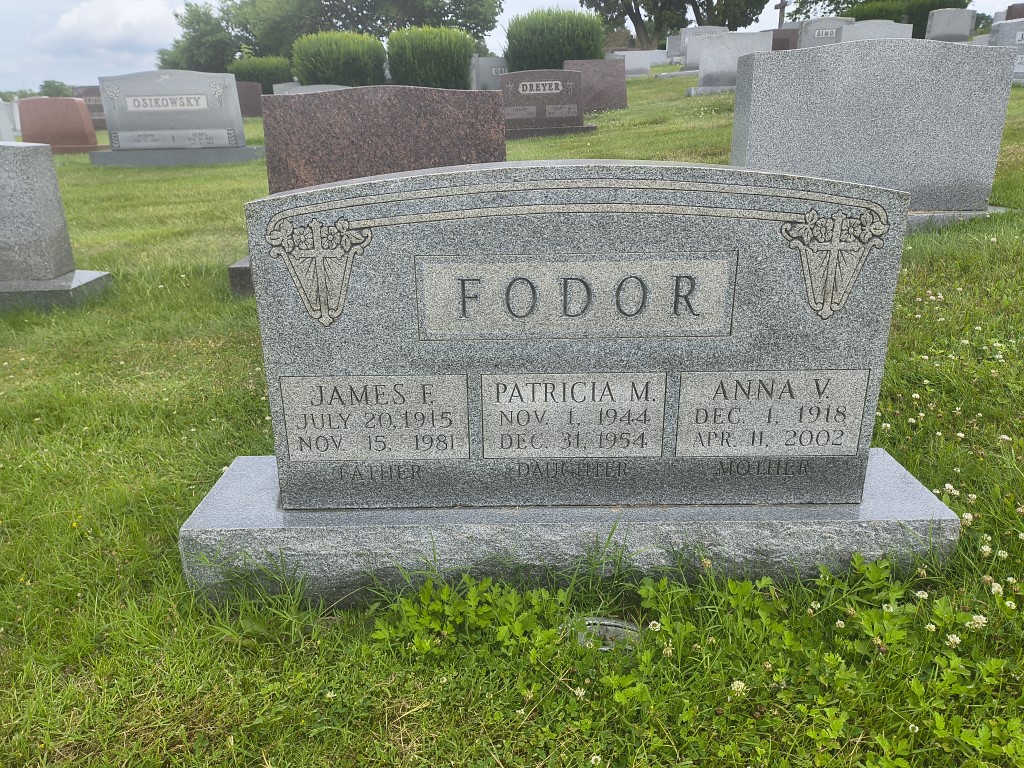 OSIKOWSKY
DREYER
FODOR
JAMES F.
JULY 20, 1915
NOV. 15, 1981
FATHER
PATRICIA M.
NOV. 1, 1944
DEC. 31, 1954
DAUGHTER
ANNA V.
DEC. 1, 1918
APR. 11, 2002
MOTHER